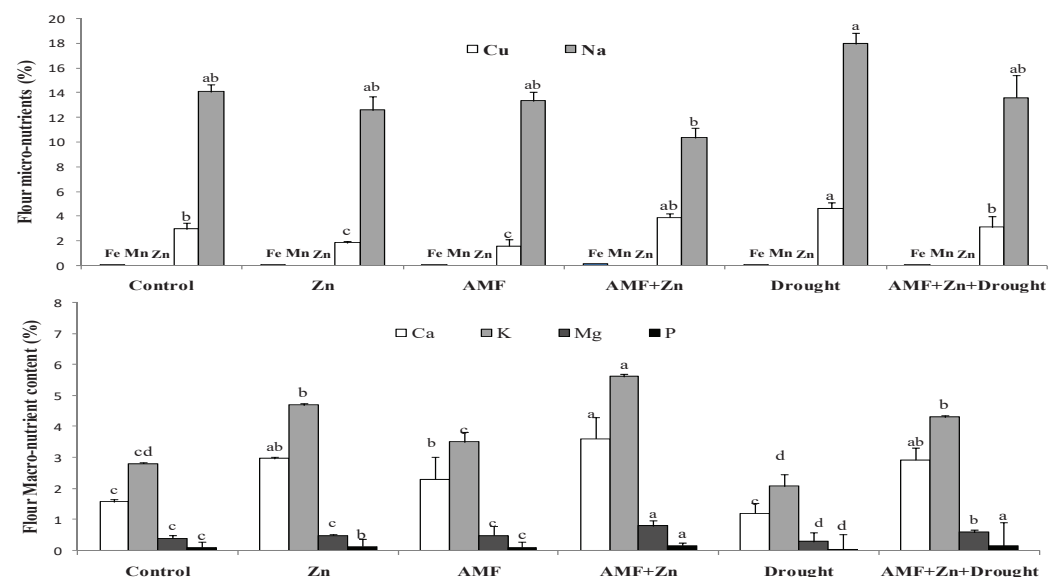 Flour micro-nutrients (%)
20
18
16
14
12
10
8
6
4
2
0
Cu Na
ab ab ab b a ab
b c c ab a b
Fe Mn Zn Fe Mn Zn Fe Mn Zn Fe Mn Zn Fe Mn Zn Fe Mn Zn
Control Zn AMF AMF+Zn Drought AMF+Zn+Drought
Flour Macro-nutrient content (%)
8
7
6
5
4
3
2
1
0
Ca K Mg P
c cd c c
ab b c b
b c c c
a a a a
c d d d
ab b b a
Control Zn AMF AMF+Zn Drought AMF+Zn+Drought